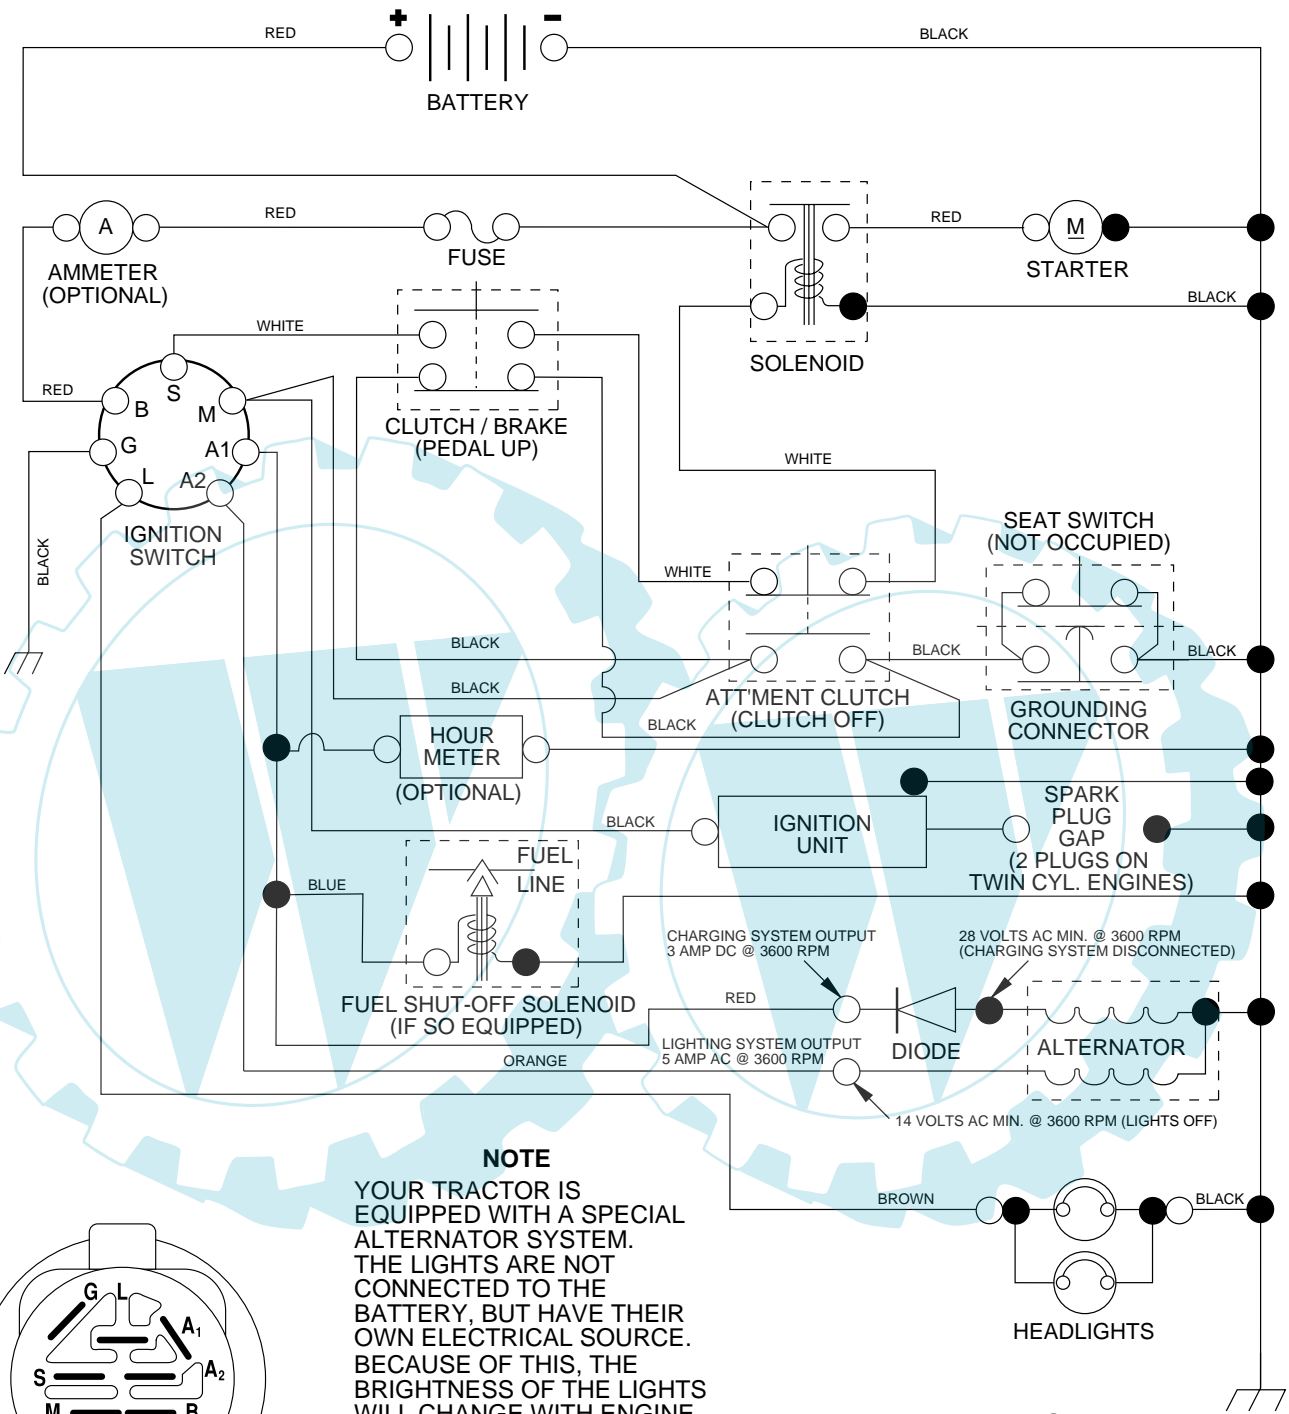 + -
RED
BLACK
BATTERY
RED
RED
A
M
FUSE
AMMETER
(OPTIONAL)
STARTER
BLACK
WHITE
SOLENOID
RED
S
B
M
CLUTCH / BRAKE
(PEDAL UP)
G
A1
L
A2
WHITE
IGNITION
SWITCH
SEAT SWITCH
(NOT OCCUPIED)
BLACK
WHITE
BLACK
BLACK
BLACK
BLACK
ATT'MENT CLUTCH
(CLUTCH OFF)
GROUNDING
CONNECTOR
BLACK
HOUR
METER
(OPTIONAL)
SPARK
PLUG
GAP
(2 PLUGS ON
TWIN CYL. ENGINES)
BLACK
IGNITION
UNIT
FUEL
LINE
BLUE
CHARGING SYSTEM OUTPUT
3 AMP DC @ 3600 RPM
28 VOLTS AC MIN. @ 3600 RPM
(CHARGING SYSTEM DISCONNECTED)
FUEL SHUT-OFF SOLENOID
(IF SO EQUIPPED)
RED
DIODE
ALTERNATOR
LIGHTING SYSTEM OUTPUT
5 AMP AC @ 3600 RPM
ORANGE
14 VOLTS AC MIN. @ 3600 RPM (LIGHTS OFF)
NOTE
YOUR TRACTOR IS
EQUIPPED WITH A SPECIAL
ALTERNATOR SYSTEM.
THE LIGHTS ARE NOT
CONNECTED TO THE
BATTERY, BUT HAVE THEIR
OWN ELECTRICAL SOURCE.
BECAUSE OF THIS, THE
BRIGHTNESS OF THE LIGHTS
WILL CHANGE WITH ENGINE
BROWN
BLACK
HEADLIGHTS
G L
A1
S
A2
M
B